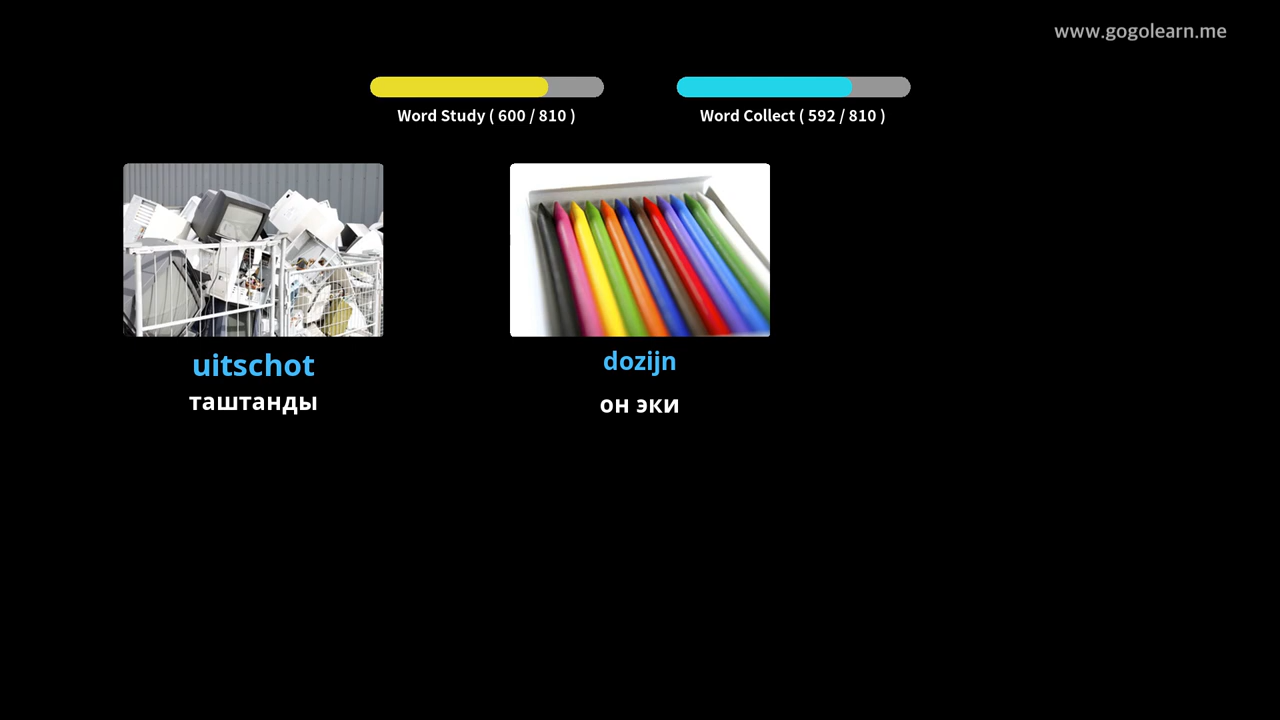 www.gogolearn.me
Word Study ( 600 / 810 )
Word Collect ( 592 / 810 )
uitschot
таштанды
dozijn
он эки